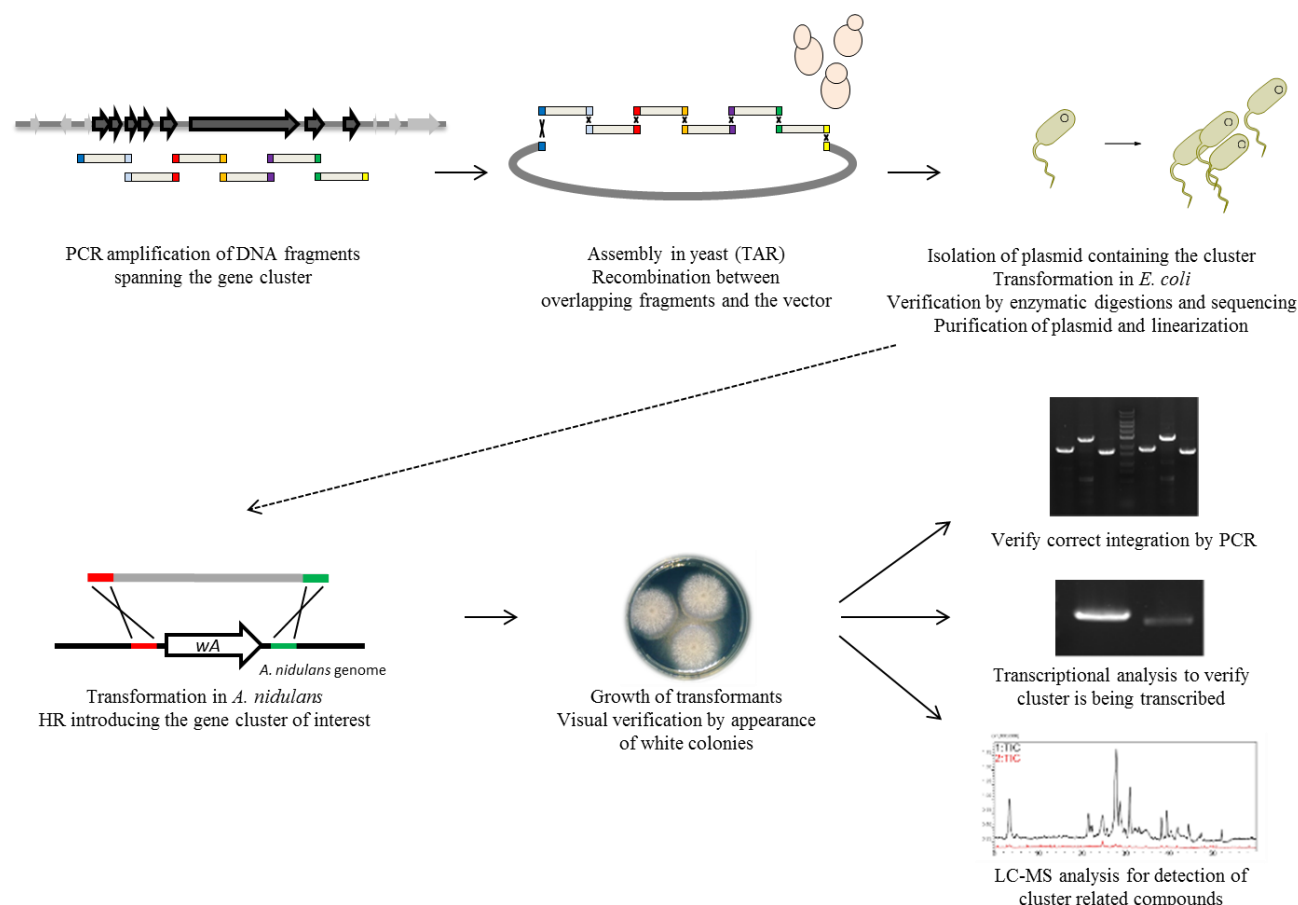 PCR amplification of DNA fragments
spanning the gene cluster
Assembly in yeast (TAR)
Recombination between
overlapping fragments and the vector
Isolation of plasmid containing the cluster
Transformation in E. coli
Verification by enzymatic digestions and sequencing
Purification of plasmid and linearization
wA
A. nidulans genome
Transformation in A. nidulans
HR introducing the gene cluster of interest
Growth of transformants
Visual verification by appearance
of white colonies
Verify correct integration by PCR
Transcriptional analysis to verify
cluster is being transcribed
1:TIC
2:TIC
LC-MS analysis for detection of
cluster related compounds